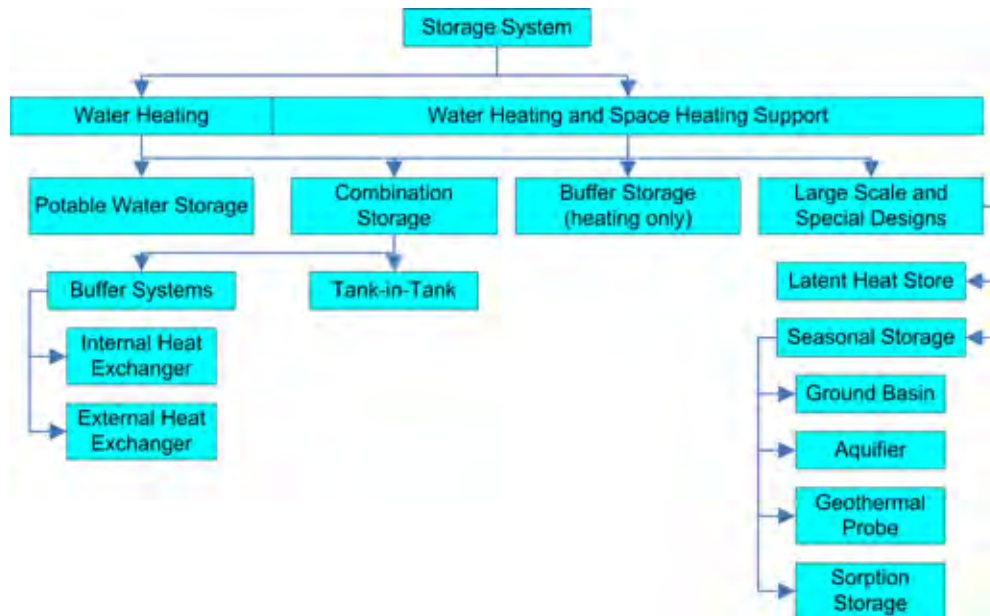 Storage System
Water Heating
Water Heating and Space Heating Support
Potable Water Storage
Combination
Storage
Buffer Storage
(heating only)
Large Scale and
Special Designs
Buffer Systems
Tank-in-Tank
Latent Heat Store
Internal Heat
Exchanger
Seasonal Storage
External Heat
Exchanger
Ground Basin
Aquifier
Geothermal
Probe
Sorption
Storage